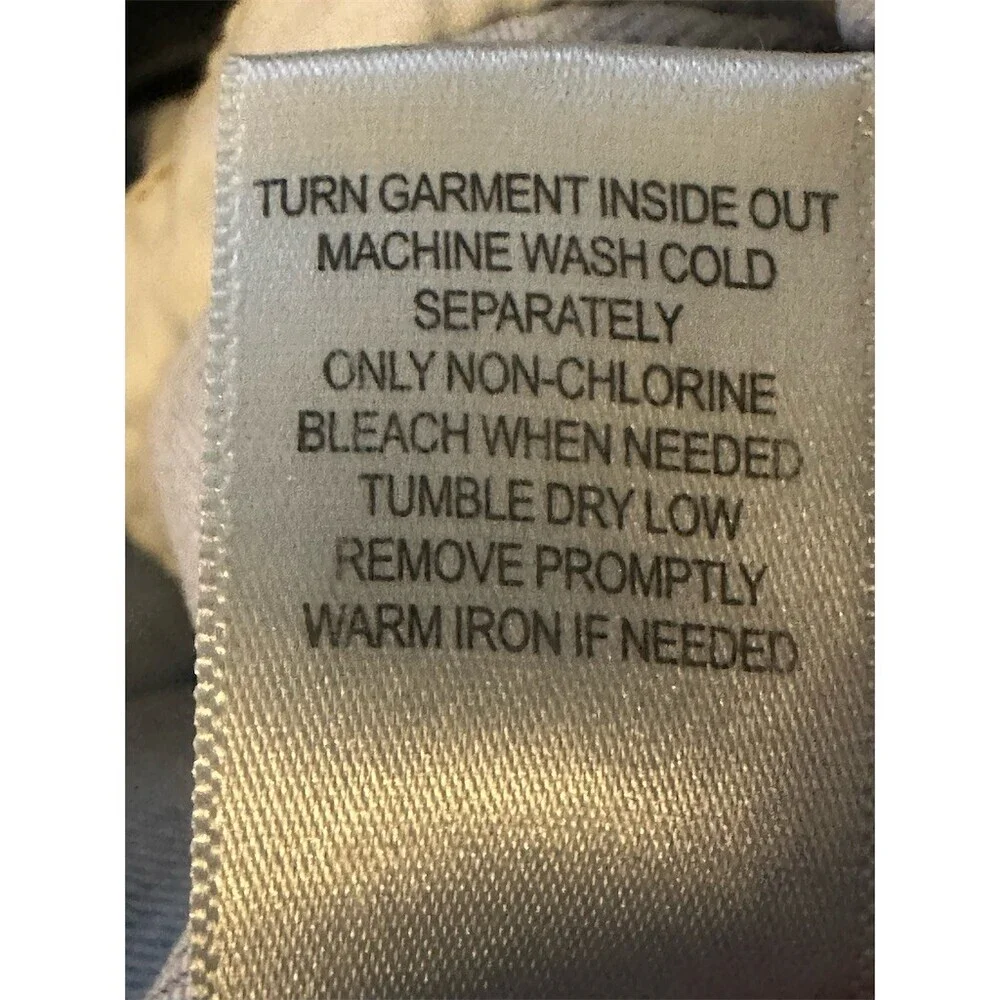 TURN GARMENT INSIDE OUT
MACHINE WASH COLD
SEPARATELY
ONLY NON-CHLORINE
BLEACH WHEN NEEDED
TUMBLE DRY LOW
REMOVE PROMPTLY
WARM IRON IF NEEDED